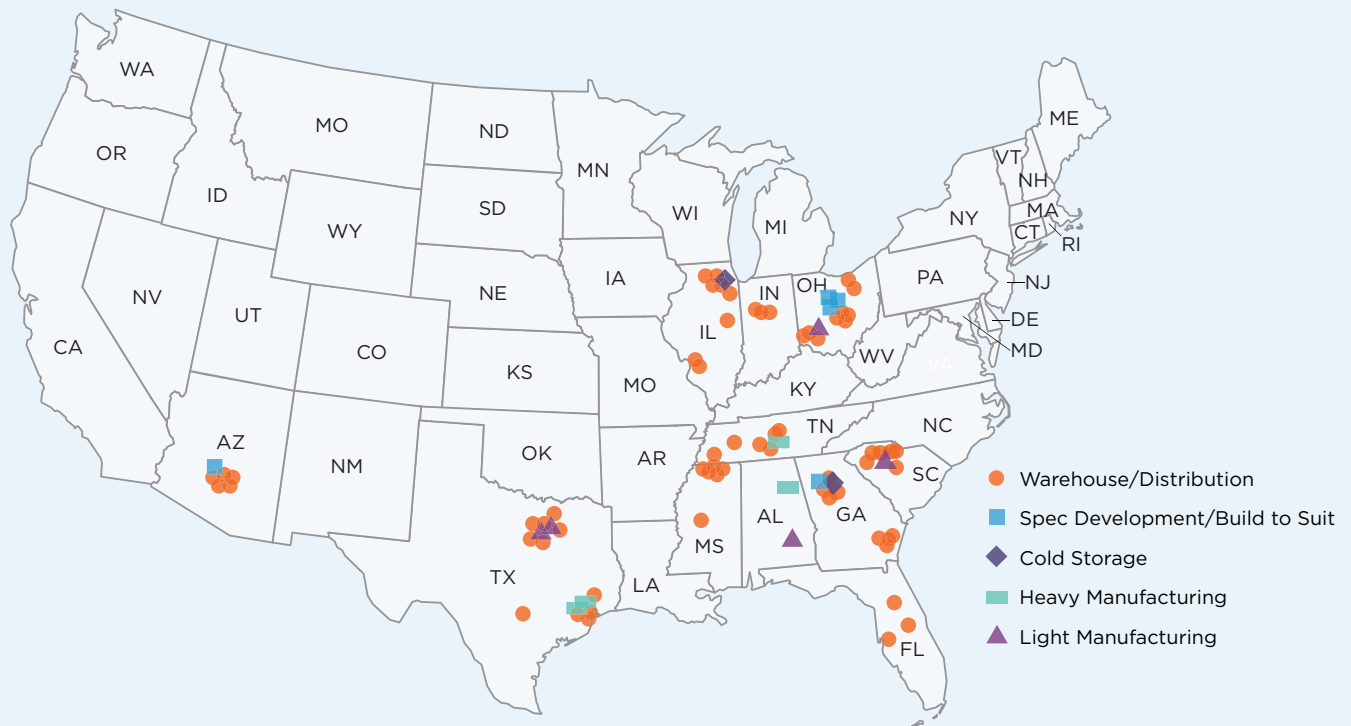 WA
MO
ND
MN
ME
OR
ID
SD
WI
MI
VT
NH
NY
MA
CT
RI
WY
IA
PA
NJ
NV
UT
NE
IL
IN
OH
DE
MD
CA
CO
KS
MO
WV
VA
KY
AZ
NM
OK
AR
TN
NC
SC
TX
LA
MS
AL
GA
FL
Warehouse/Distribution
Spec Development/Build to Suit
Cold Storage
Heavy Manufacturing
Light Manufacturing